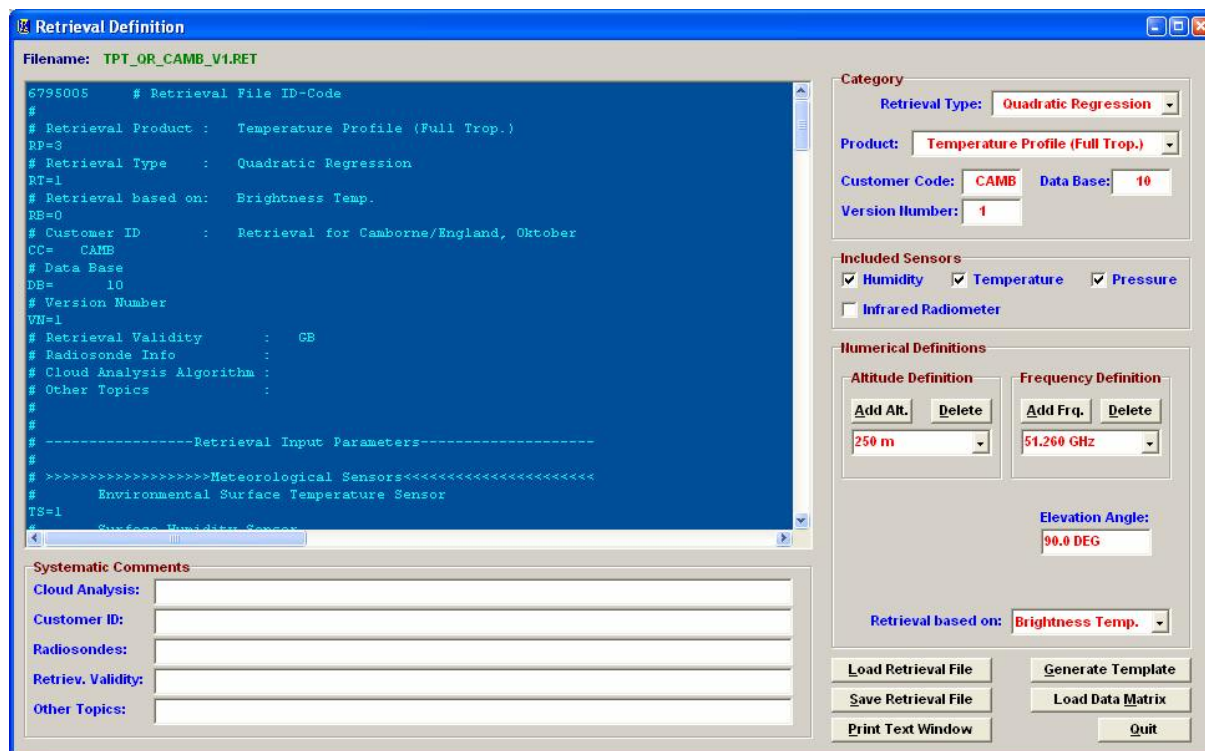 Retrieval Definition
Filename: TPT_QR_CAMB_V1.RET
6795005 # Retrieval File ID-Code
#
# Retrieval Product : Temperature Profile (Full Trop.)
RP=3
# Retrieval Type : Quadratic Regression
RT=1
# Retrieval based on: Brightness Temp.
RB=0
# Customer ID : Retrieval for Camborne/England, Oktober
CC= CAMB
# Data Base
DB= 10
# Version Number
VN=1
# Retrieval Validity : GB
# Radiosonde Info :
# Cloud Analysis Algorithm :
# Other Topics :
#
#
# -----------------Retrieval Input Parameters--------------------
#
# >>>>>>>>>>>>>>>>>>>Meteorological Sensors<<<<<<<<<<<<<<<<<<<<<<
# Environmental Surface Temperature Sensor
TS=1
# Surface Humidity Sensor
Systematic Comments
Cloud Analysis:
Customer ID:
Radiosondes:
Retriev. Validity:
Other Topics:
Category
Retrieval Type: Quadratic Regression
Product: Temperature Profile (Full Trop.)
Customer Code: CAMB Data Base: 10
Version Number: 1
Included Sensors
Humidity Temperature Pressure
Infrared Radiometer
Numerical Definitions
Altitude Definition Frequency Definition
Add Alt. Delete Add Frq. Delete
250 m 51.260 GHz
Elevation Angle:
90.0 DEG
Retrieval based on: Brightness Temp.
Load Retrieval File Generate Template
Save Retrieval File Load Data Matrix
Print Text Window Quit